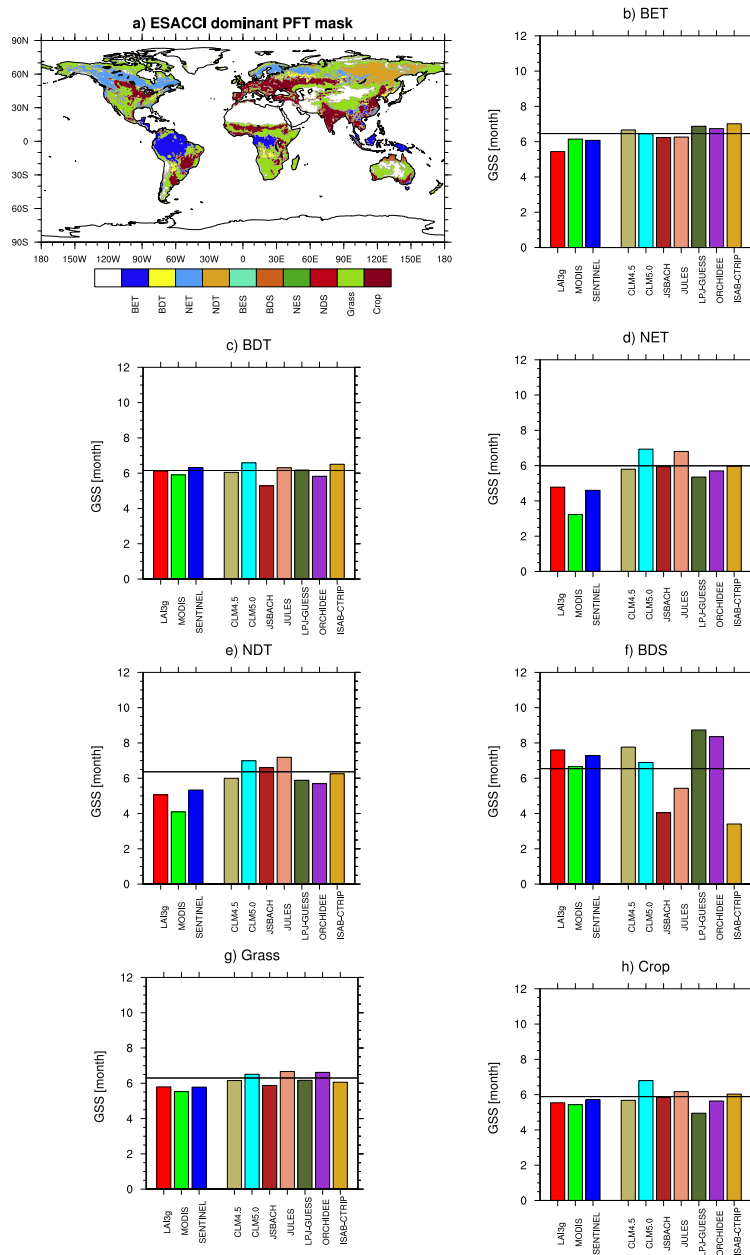 a) ESACCI dominant PFT mask
90N
60N
30N
0
30S
60S
90S
180 150W 120W 90W 60W 30W 0 30E 60E 90E 120E 150E 180
BET BDT NET NDT BES BDS NES NDS Grass Crop
b) BET
GSS [month]
12
10
8
6
4
2
0
LAI3g MODIS SENTINEL CLM4.5 CLM5.0 JSBACH JULES LPJ-GUESS ORCHIDEE ISAB-CTRIP
c) BDT
GSS [month]
12
10
8
6
4
2
0
LAI3g MODIS SENTINEL CLM4.5 CLM5.0 JSBACH JULES LPJ-GUESS ORCHIDEE ISAB-CTRIP
d) NET
GSS [month]
12
10
8
6
4
2
0
LAI3g MODIS SENTINEL CLM4.5 CLM5.0 JSBACH JULES LPJ-GUESS ORCHIDEE ISAB-CTRIP
e) NDT
GSS [month]
12
10
8
6
4
2
0
LAI3g MODIS SENTINEL CLM4.5 CLM5.0 JSBACH JULES LPJ-GUESS ORCHIDEE ISAB-CTRIP
f) BDS
GSS [month]
12
10
8
6
4
2
0
LAI3g MODIS SENTINEL CLM4.5 CLM5.0 JSBACH JULES LPJ-GUESS ORCHIDEE ISAB-CTRIP
g) Grass
GSS [month]
12
10
8
6
4
2
0
LAI3g MODIS SENTINEL CLM4.5 CLM5.0 JSBACH JULES LPJ-GUESS ORCHIDEE ISAB-CTRIP
h) Crop
GSS [month]
12
10
8
6
4
2
0
LAI3g MODIS SENTINEL CLM4.5 CLM5.0 JSBACH JULES LPJ-GUESS ORCHIDEE ISAB-CTRIP